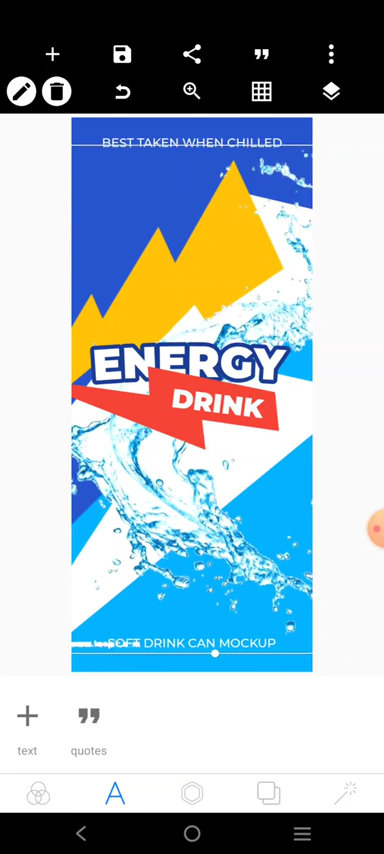 BEST TAKEN WHEN CHILLED
ENERGY
DRINK
SOFT DRINK CAN MOCKUP
text
quotes